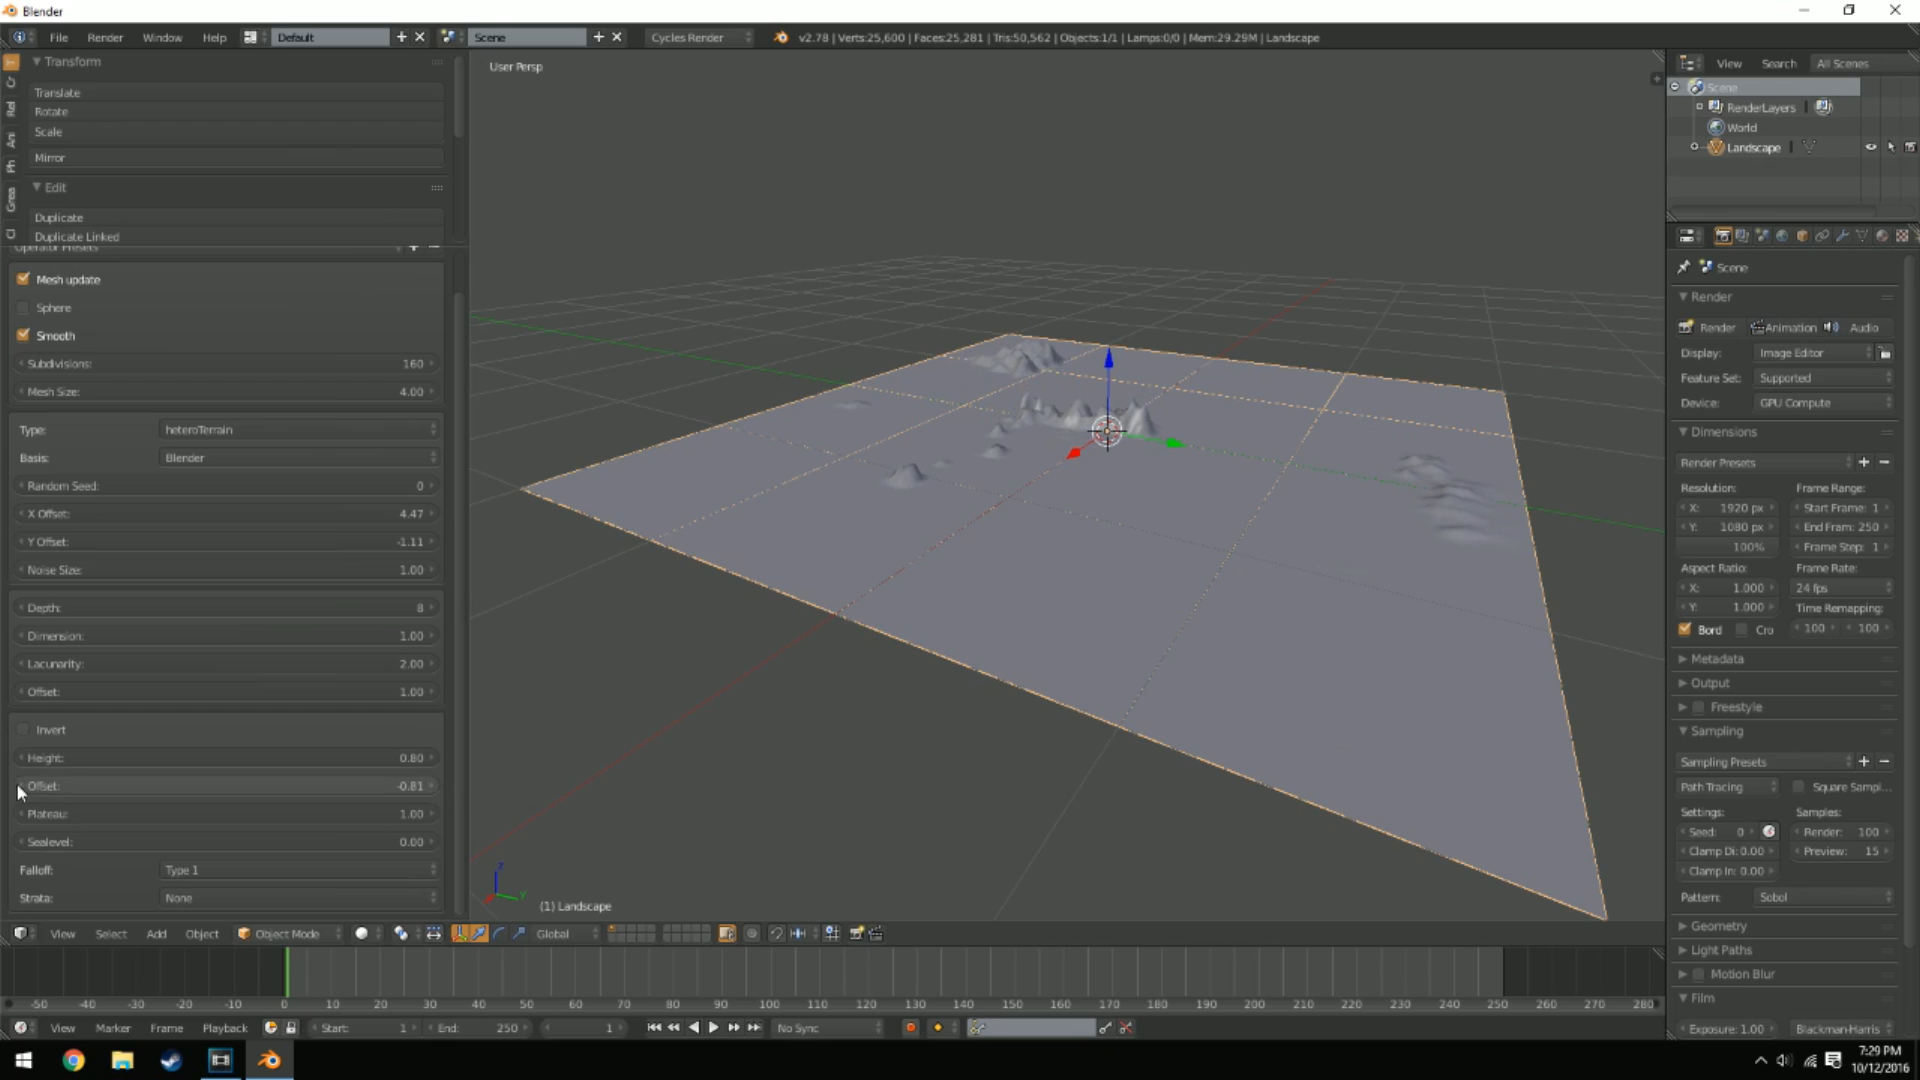 Blender
File Render Window Help Default Scene Cycles Render v2.78 | Verts:25,600 | Faces:25,281 | Tris:50,562 | Objects:1/1 | Lamps:0/0 | Mem:29.29M | Landscape
Transform
Translate
Rotate
Scale
Mirror
Edit
Duplicate
Duplicate Linked
Operator Presets
Mesh update
Sphere
Smooth
Subdivisions: 160
Mesh Size: 4.00
Type: heteroTerrain
Basis: Blender
Random Seed: 0
X Offset: 4.47
Y Offset: -1.11
Noise Size: 1.00
Depth: 8
Dimension: 1.00
Lacunarity: 2.00
Offset: 1.00
Invert
Height: 0.80
Offset: -0.81
Plateau: 1.00
Sealevel: 0.00
Falloff: Type 1
Strata: None
Rel
Ani
Ph
Grea
User Persp
(1) Landscape
View Search All Scenes
Scene
RenderLayers
World
Landscape
Scene
Render
Render Animation Audio
Display: Image Editor
Feature Set: Supported
Device: GPU Compute
Dimensions
Render Presets
Resolution: Frame Range:
X: 1920 px Start Frame: 1
Y: 1080 px End Fram: 250
100% Frame Step: 1
Aspect Ratio: Frame Rate:
X: 1.000 24 fps
Y: 1.000 Time Remapping:
Bord Cro 100 100
Metadata
Output
Freestyle
Sampling
Sampling Presets
Path Tracing Square Sampl...
Settings: Samples:
Seed: 0 Render: 100
Clamp Di: 0.00 Preview: 15
Clamp In: 0.00
Pattern: Sobol
Geometry
Light Paths
Motion Blur
Film
Exposure: 1.00 Blackman-Harris
View Select Add Object Object Mode Global
-50 -40 -30 -20 -10 0 10 20 30 40 50 60 70 80 90 100 110 120 130 140 150 160 170 180 190 200 210 220 230 240 250 260 270 280
View Marker Frame Playback Start: 1 End: 250 1 No Sync
7:29 PM
10/12/2016